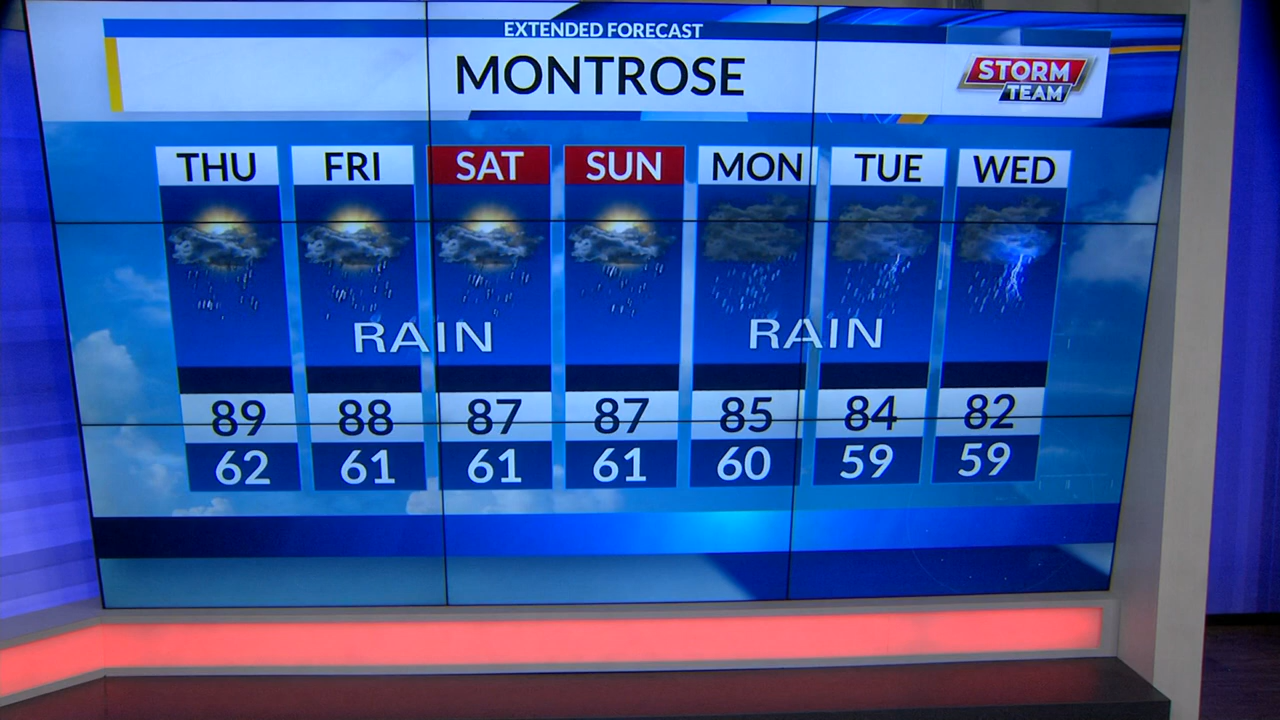 EXTENDED FORECAST
MONTROSE
STORM
TEAM
THU FRI SAT SUN MON TUE WED
RAIN RAIN
89 88 87 87 85 84 82
62 61 61 61 60 59 59